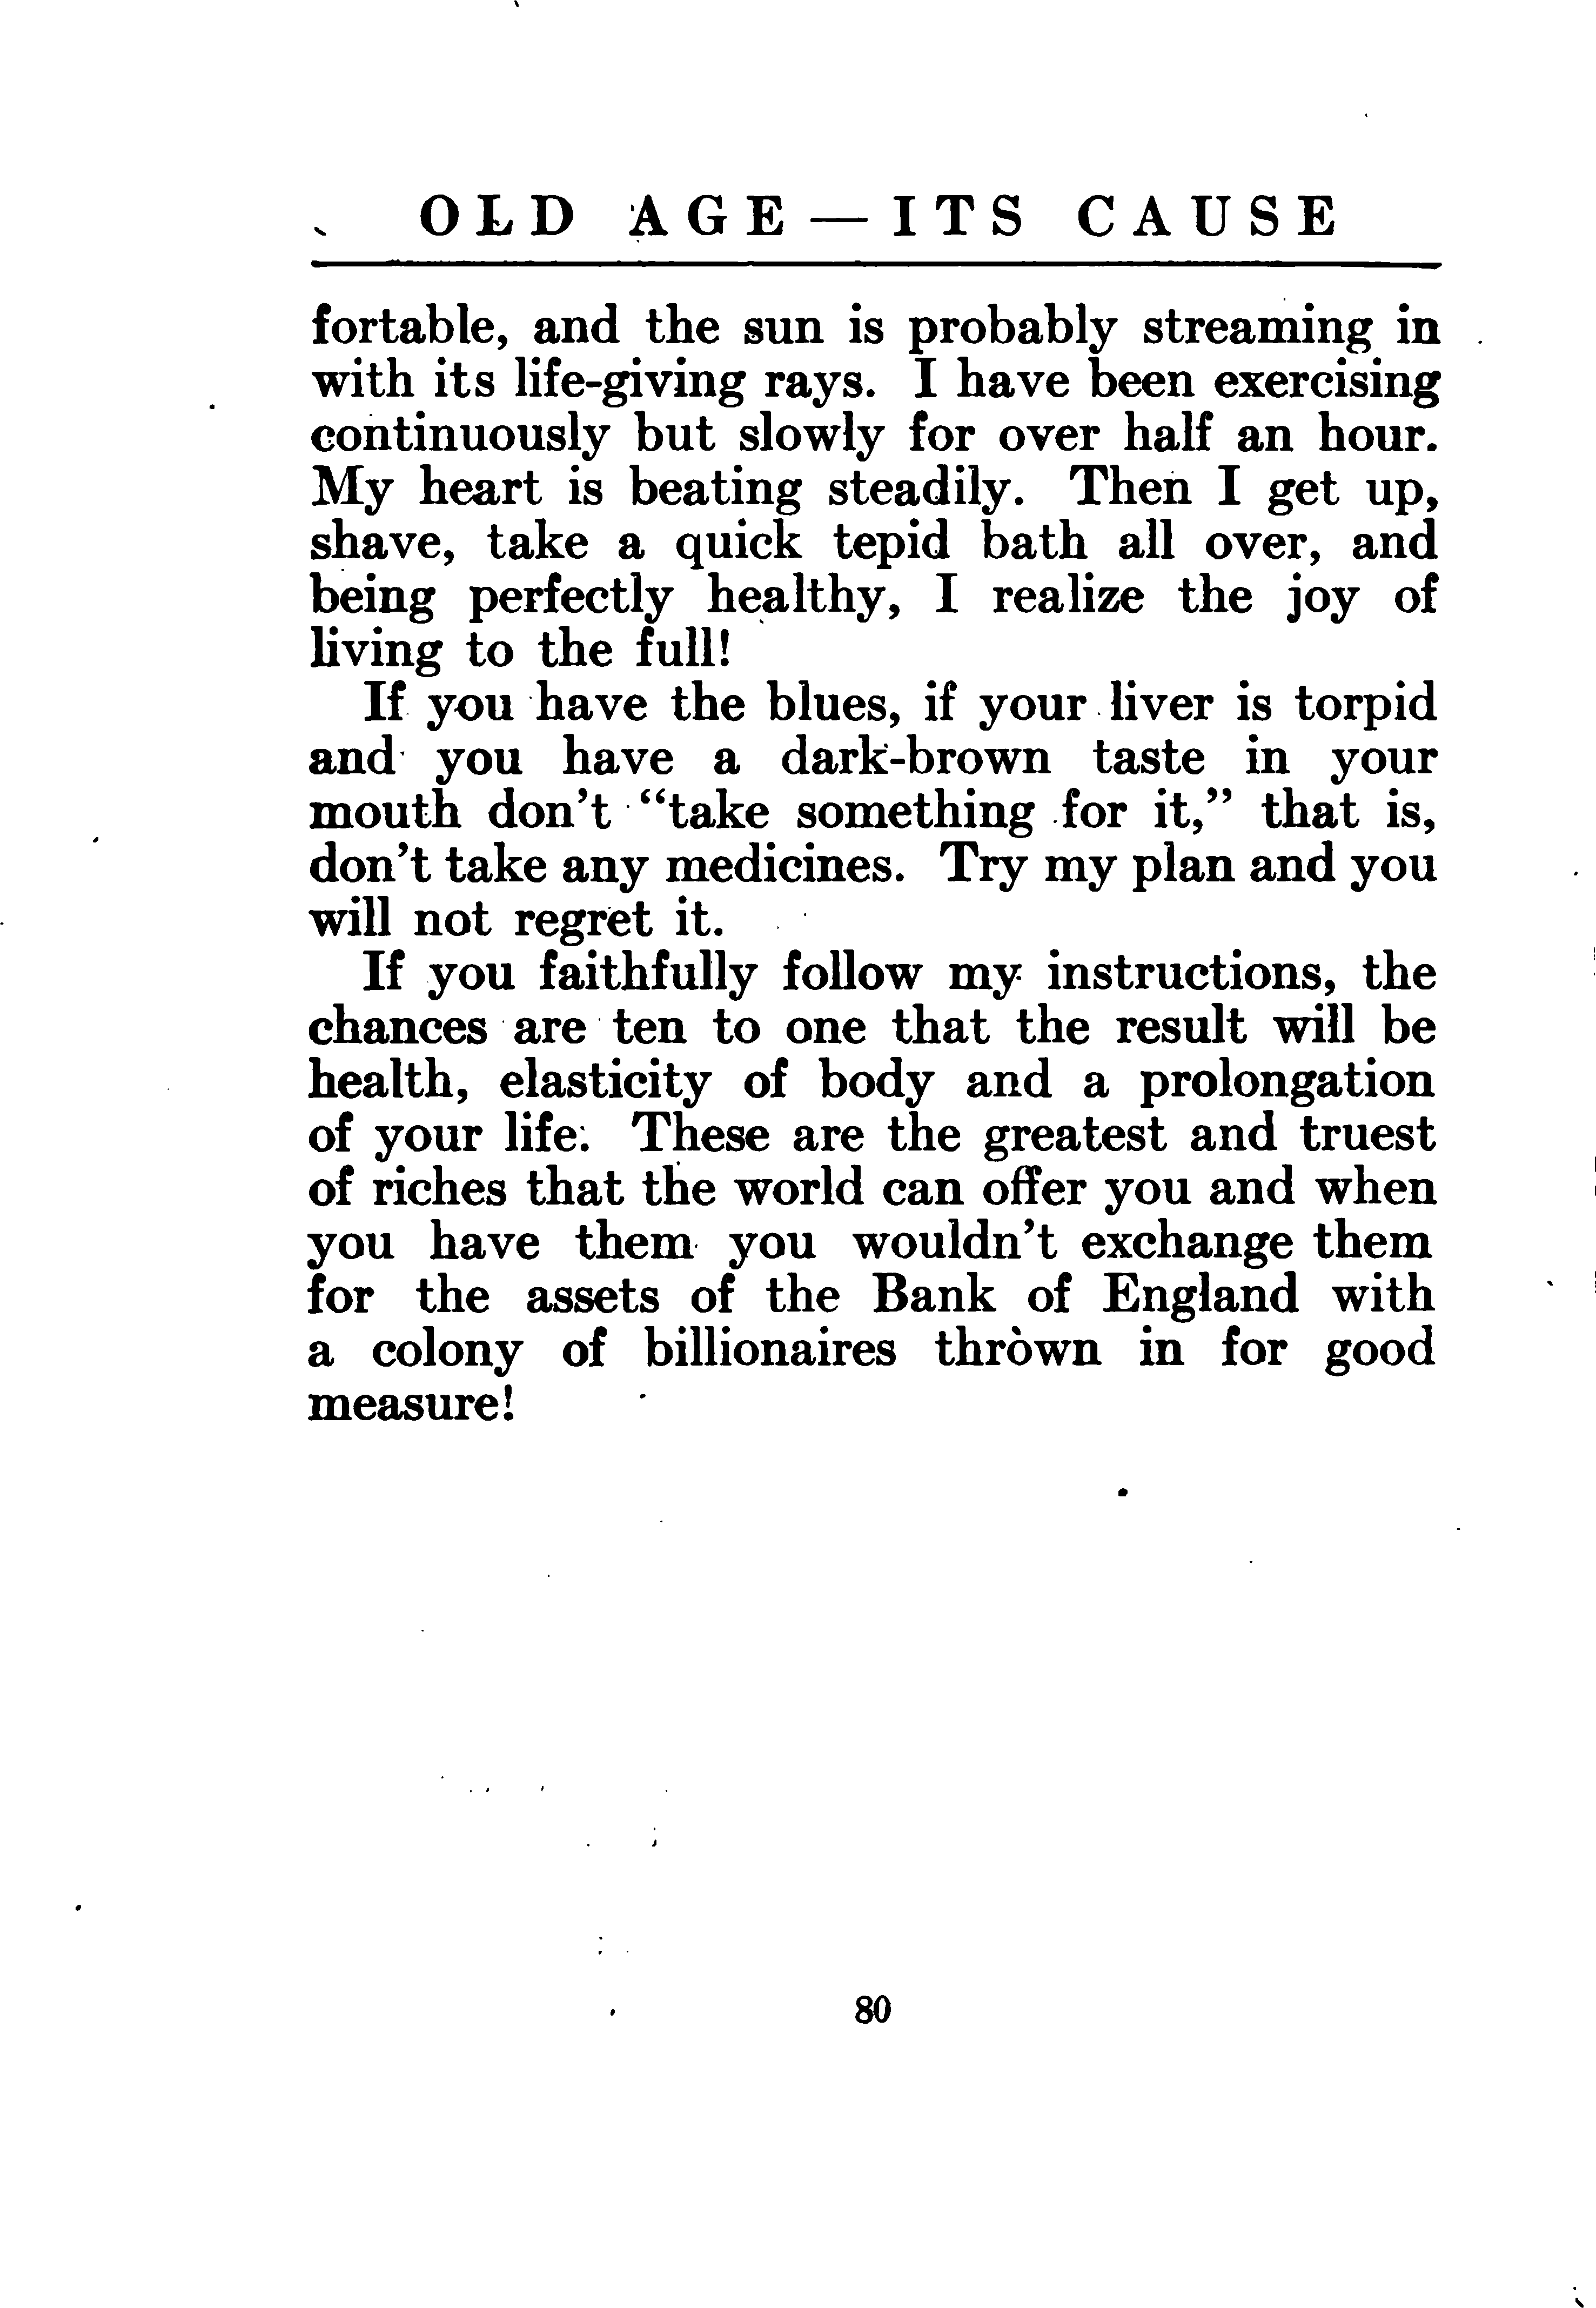 OLD AGE—ITS CAUSE
fortable, and the sun is probably streaming in
with its life-giving rays. I have been exercising
continuously but slowly for over half an hour.
My heart is beating steadily. Then I get up,
shave, take a quick tepid bath all over, and
being perfectly healthy, I realize the joy of
living to the full!
If you have the blues, if your liver is torpid
and you have a dark-brown taste in your
mouth don't “take something for it,” that is,
don't take any medicines. Try my plan and you
will not regret it.
If you faithfully follow my instructions, the
chances are ten to one that the result will be
health, elasticity of body and a prolongation
of your life. These are the greatest and truest
of riches that the world can offer you and when
you have them you wouldn't exchange them
for the assets of the Bank of England with
a colony of billionaires thrown in for good
measure!
80